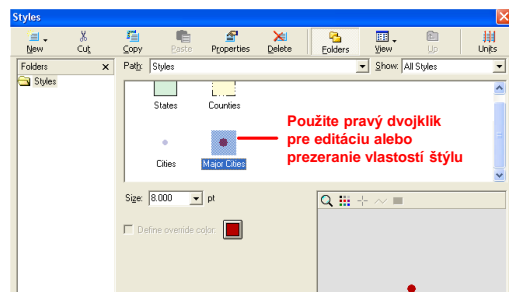 Styles
New Cut Copy Paste Properties Delete Folders View Up Units
Folders x Path: Styles Show: All Styles
Styles
States Counties
Použite pravý dvojklik
pre editáciu alebo
prezeranie vlastostí štýlu
Cities Major Cities
Size: 8.000 pt
Define override color: